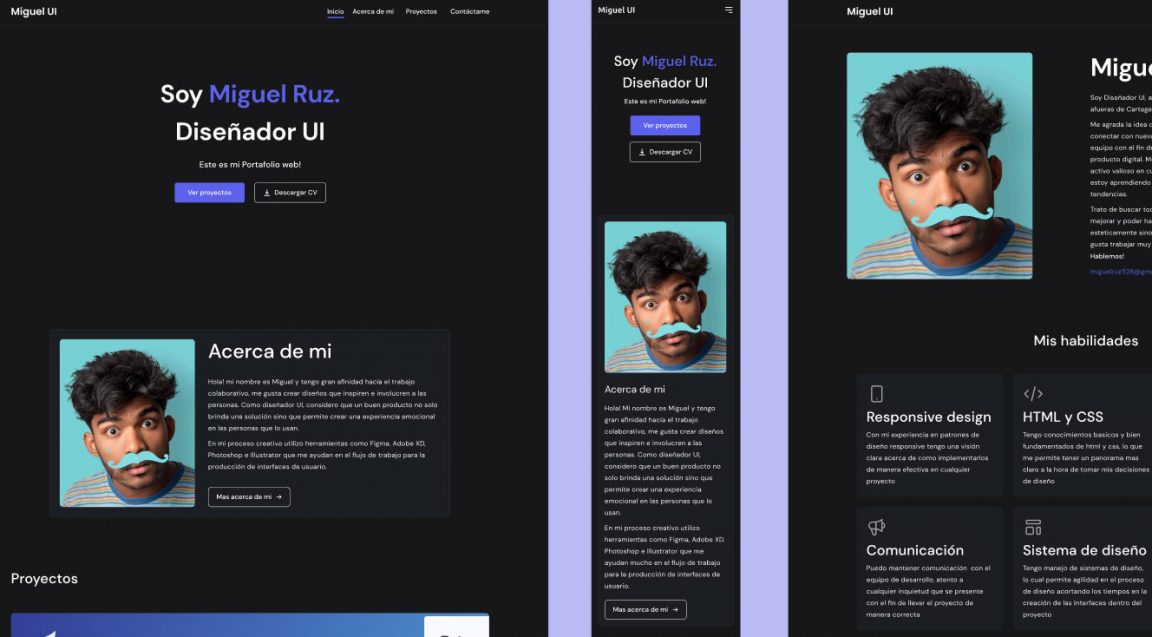 Miguel UI
Inicio Acerca de mi Proyectos Contáctame
Soy Miguel Ruz.
Diseñador UI
Este es mi Portafolio web!
Ver proyectos
Descargar CV
Acerca de mi
Hola! mi nombre es Miguel y tengo gran afinidad hacia el trabajo
colaborativo, me gusta crear diseños que inspiren e involucren a las
personas. Como diseñador UI, considero que un buen producto no solo
brinda una solución sino que permite crear una experiencia emocional
en las personas que lo usan.
En mi proceso creativo utilizo herramientas como Figma, Adobe XD,
Photoshop e Illustrator que me ayudan en el flujo de trabajo para la
producción de interfaces de usuario.
Mas acerca de mi →
Proyectos
Miguel UI
Soy Miguel Ruz.
Diseñador UI
Este es mi Portafolio web!
Ver proyectos
Descargar CV
Acerca de mi
Hola! Mi nombre es Miguel y tengo
gran afinidad hacia el trabajo
colaborativo, me gusta crear diseños
que inspiren e involucren a las
personas. Como diseñador UI,
considero que un buen producto no
solo brinda una solución sino que
permite crear una experiencia
emocional en las personas que lo
usan.
En mi proceso creativo utilizo
herramientas como Figma, Adobe XD,
Photoshop e Illustrator que me
ayudan mucho en el flujo de trabajo
para la producción de interfaces de
usuario.
Mas acerca de mi →
Miguel UI
Migue
Soy Diseñador UI, a
afueras de Cartage
Me agrada la idea
conectar con nuev
equipo con el fin de
producto digital. M
activo valioso en cu
estoy aprendiendo
tendencias.
Trato de buscar to
mejorar y poder ha
esteticamente sino
gusta trabajar muy
Hablemos!
miguelruz1126@gm
Mis habilidades
Responsive design
Con mi experiencia en patrones de
diseño responsive tengo una visión
clara acerca de como implementarlos
de manera efectiva en cualquier
proyecto
</> HTML y CSS
Tengo conocimientos basicos y bien
fundamentados de html y css, lo que
me permite tener un panorama mas
claro a la hora de tomar mis decisiones
de diseño
Comunicación
Puedo mantener comunicación con el
equipo de desarrollo, atento a
cualquier inquietud que se presente
con el fin de llevar el proyecto de
manera correcta
Sistema de diseño
Tengo manejo de sistemas de diseño,
lo cual permite agilidad en el proceso
de diseño acortando los tiempos en la
creación de las interfaces dentro del
proyecto